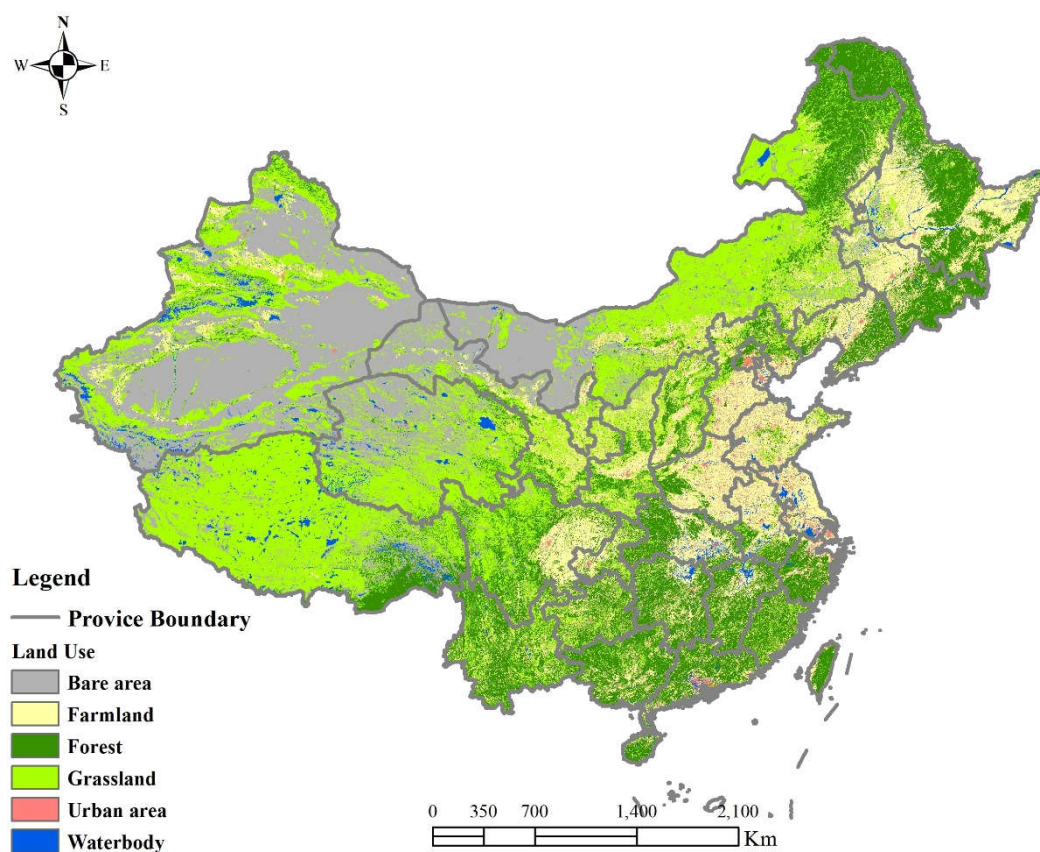 N
W E
S
Legend
Provice Boundary
Land Use
Bare area
Farmland
Forest
Grassland
Urban area
Waterbody
0 350 700 1,400 2,100
Km